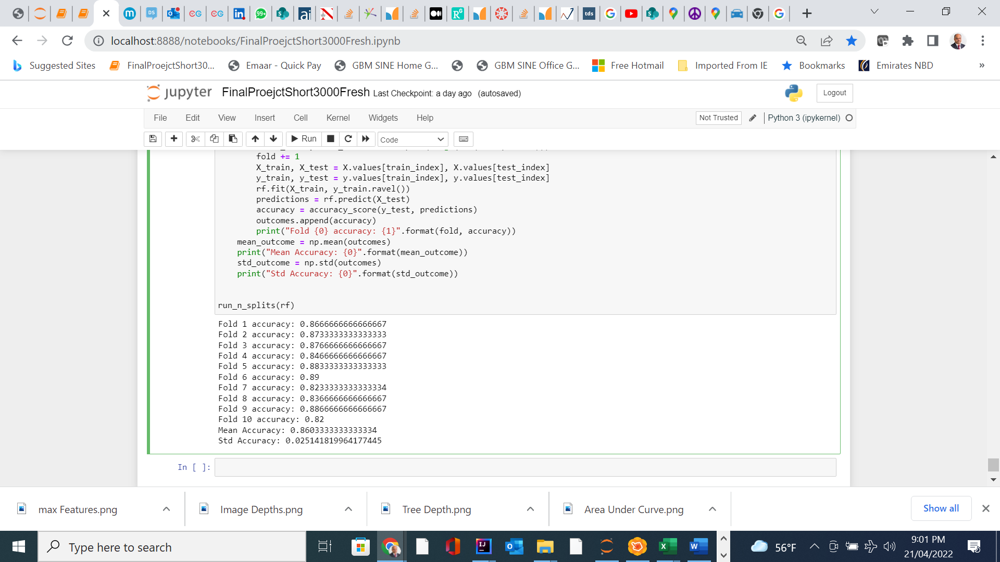 localhost:8888/notebooks/FinalProejctShort3000Fresh.ipynb
Suggested Sites
FinalProejctShort30...
Emaar - Quick Pay
GBM SINE Home G...
GBM SINE Office G...
Free Hotmail
Imported From IE
Bookmarks
Emirates NBD
»
jupyter FinalProejctShort3000Fresh Last Checkpoint: a day ago (autosaved)
Logout
File Edit View Insert Cell Kernel Widgets Help
Not Trusted
Python 3 (ipykernel)
Run
Code
fold += 1
X_train, X_test = X.values[train_index], X.values[test_index]
y_train, y_test = y.values[train_index], y.values[test_index]
rf.fit(X_train, y_train.ravel())
predictions = rf.predict(X_test)
accuracy = accuracy_score(y_test, predictions)
outcomes.append(accuracy)
print("Fold {0} accuracy: {1}".format(fold, accuracy))
mean_outcome = np.mean(outcomes)
print("Mean Accuracy: {0}".format(mean_outcome))
std_outcome = np.std(outcomes)
print("Std Accuracy: {0}".format(std_outcome))
run_n_splits(rf)
Fold 1 accuracy: 0.8666666666666667
Fold 2 accuracy: 0.8733333333333333
Fold 3 accuracy: 0.8766666666666667
Fold 4 accuracy: 0.8466666666666667
Fold 5 accuracy: 0.8833333333333333
Fold 6 accuracy: 0.89
Fold 7 accuracy: 0.8233333333333334
Fold 8 accuracy: 0.8366666666666667
Fold 9 accuracy: 0.8866666666666667
Fold 10 accuracy: 0.82
Mean Accuracy: 0.8603333333333334
Std Accuracy: 0.025141819964177445
In [ ]:
max Features.png
Image Depths.png
Tree Depth.png
Area Under Curve.png
Show all
Type here to search
56°F
9:01 PM
21/04/2022